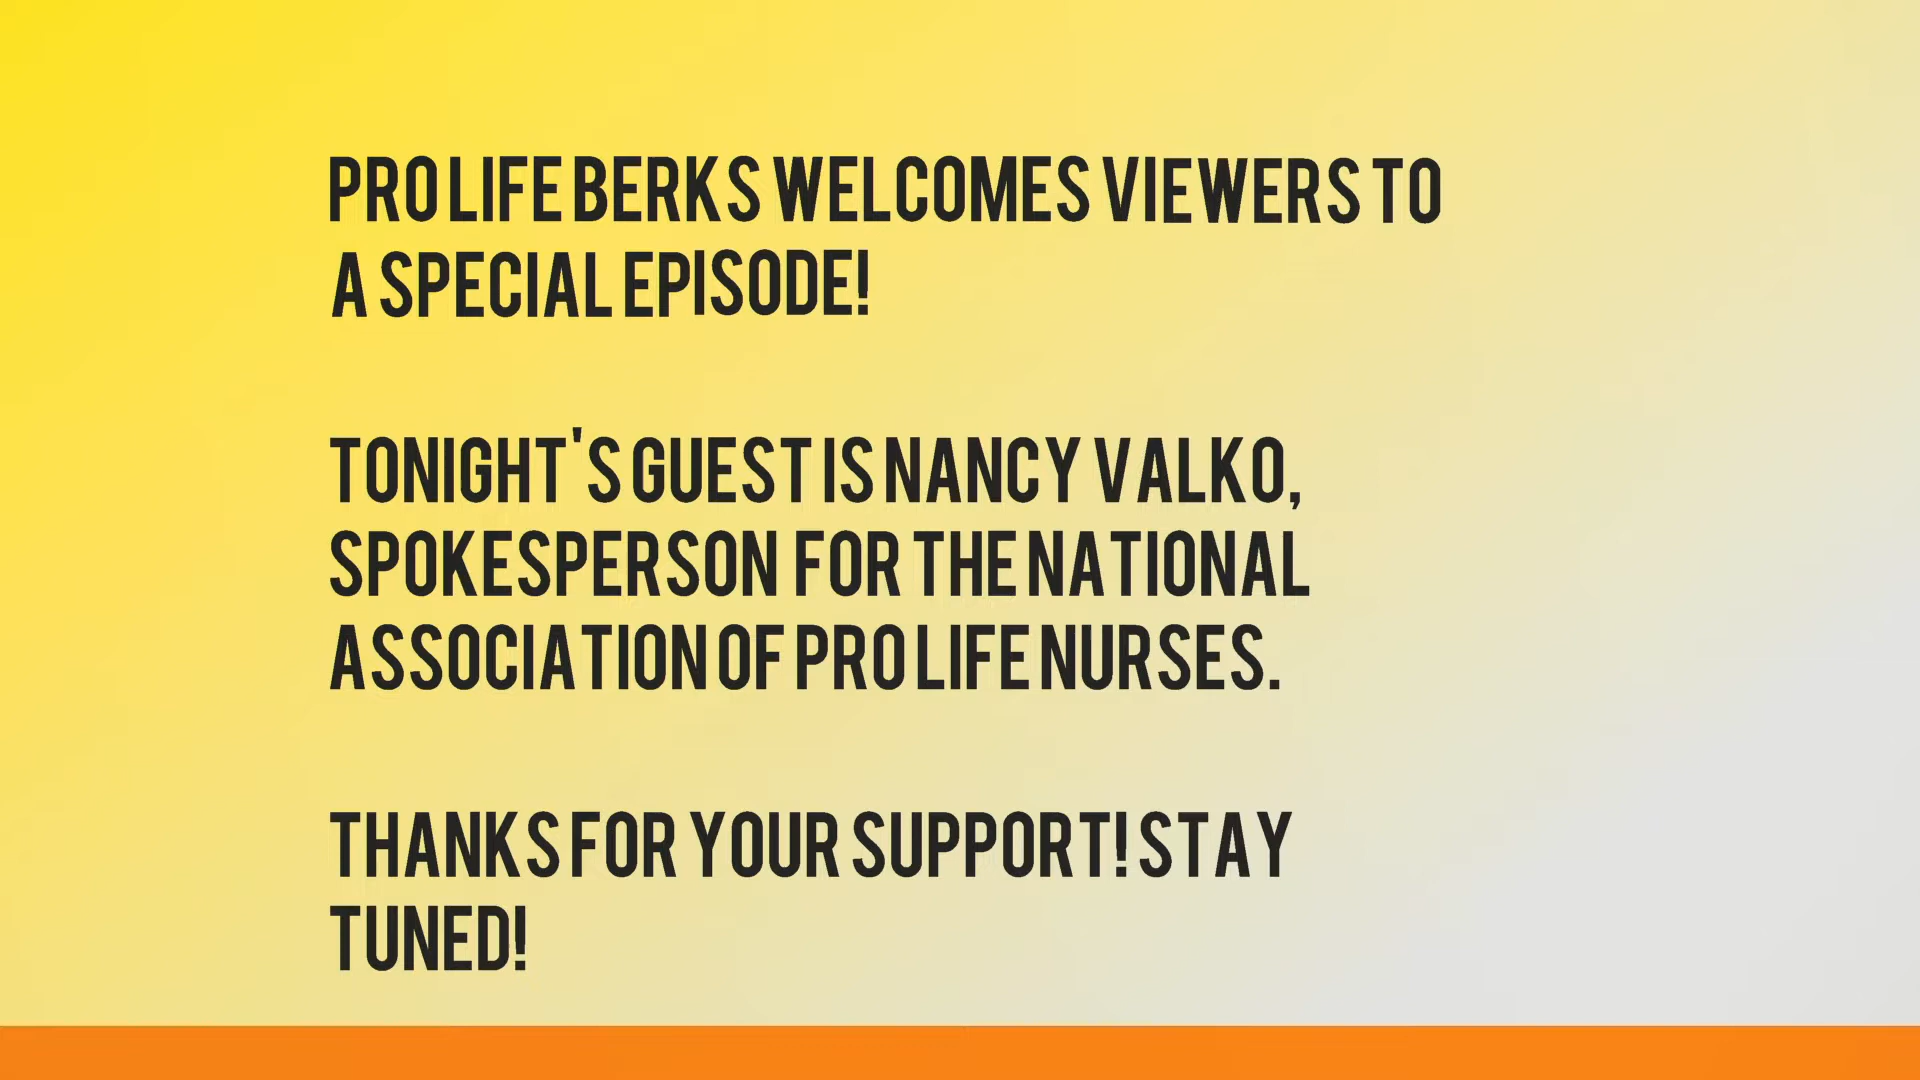 PRO LIFE BERKS WELCOMES VIEWERS TO
A SPECIAL EPISODE!
TONIGHT'S GUEST IS NANCY VALKO,
SPOKESPERSON FOR THE NATIONAL
ASSOCIATION OF PRO LIFE NURSES.
THANKS FOR YOUR SUPPORT! STAY
TUNED!